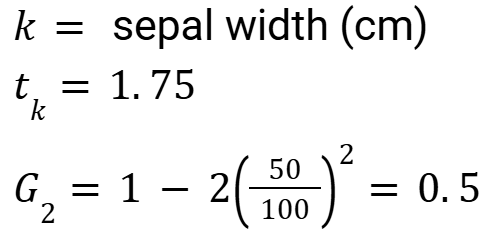 k = sepal width (cm)
t_k = 1.75
G_2 = 1 − 2(50/100)^2 = 0.5